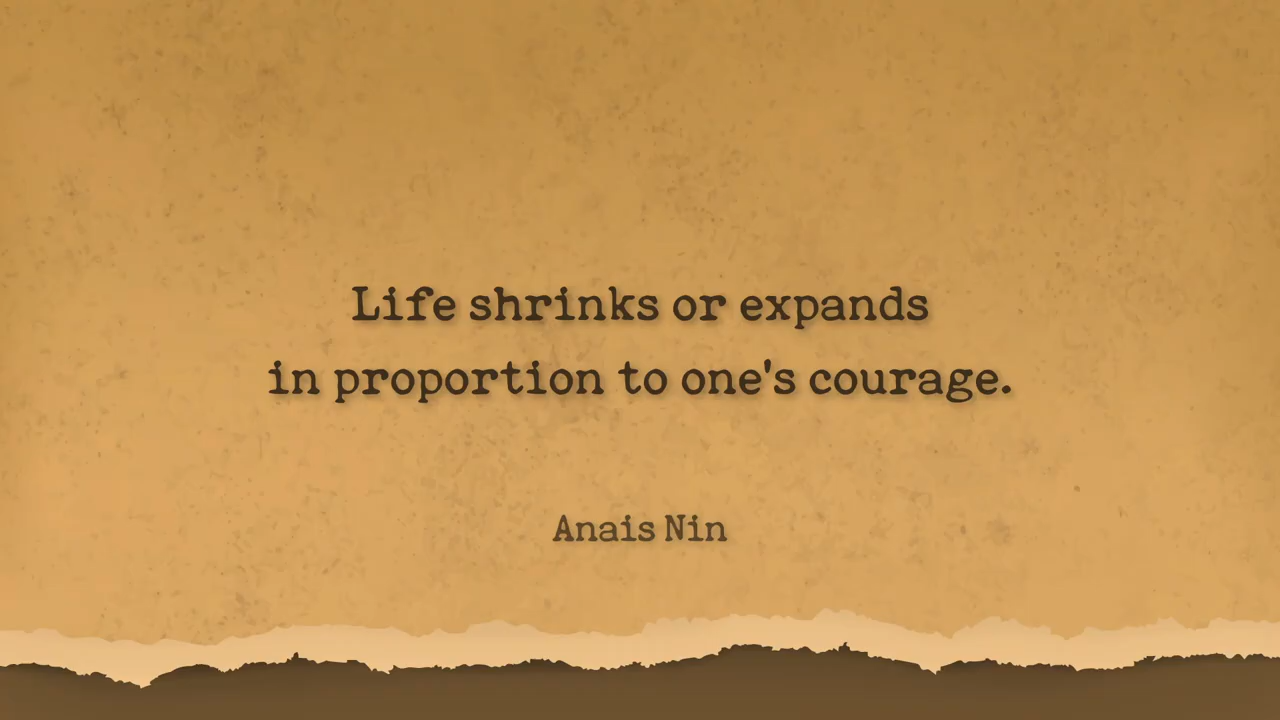 Life shrinks or expands
in proportion to one's courage.
Anais Nin